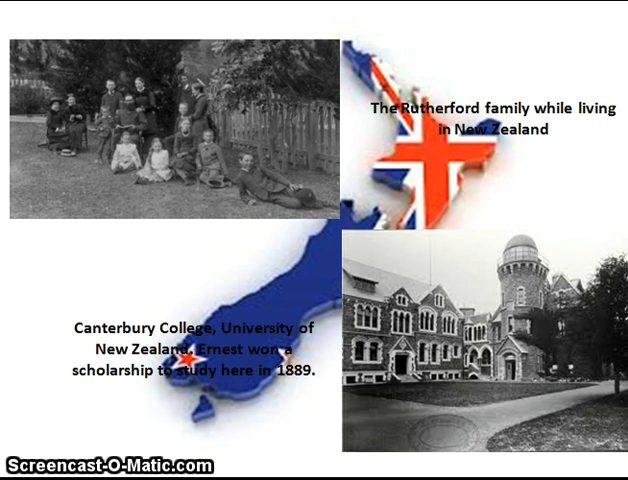 The Rutherford family while living
in New Zealand
Canterbury College, University of
New Zealand. Ernest won a
scholarship to study here in 1889.
Screencast-O-Matic.com